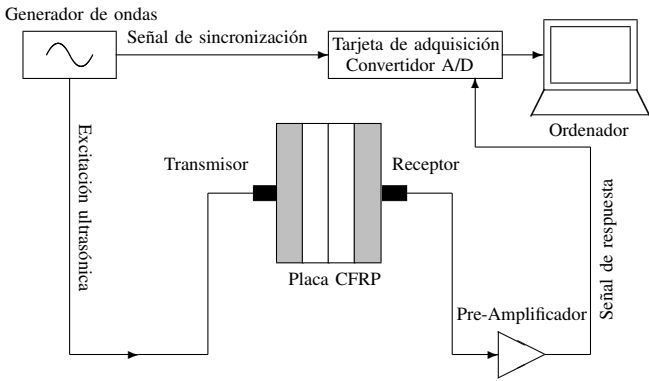 Generador de ondas
Señal de sincronización
Tarjeta de adquisición
Convertidor A/D
Ordenador
Excitación ultrasónica
Transmisor
Receptor
Placa CFRP
Pre-Amplificador
Señal de respuesta